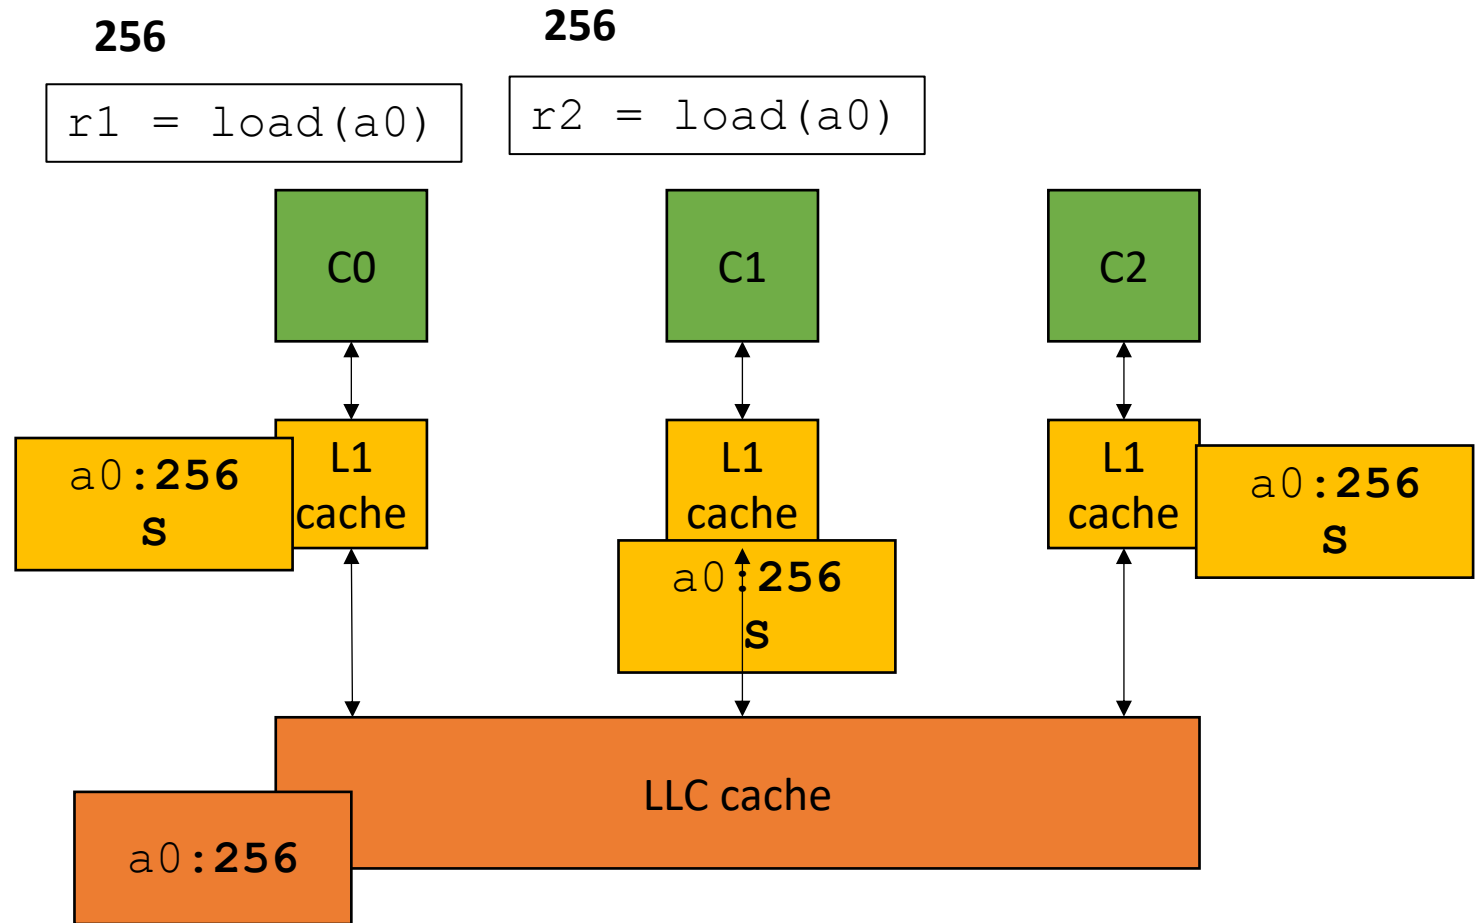 256
256
r1 = load(a0)
r2 = load(a0)
C0
C1
C2
L1
cache
L1
cache
L1
cache
a0:256
S
a0:256
S
a0:256
S
LLC cache
a0:256